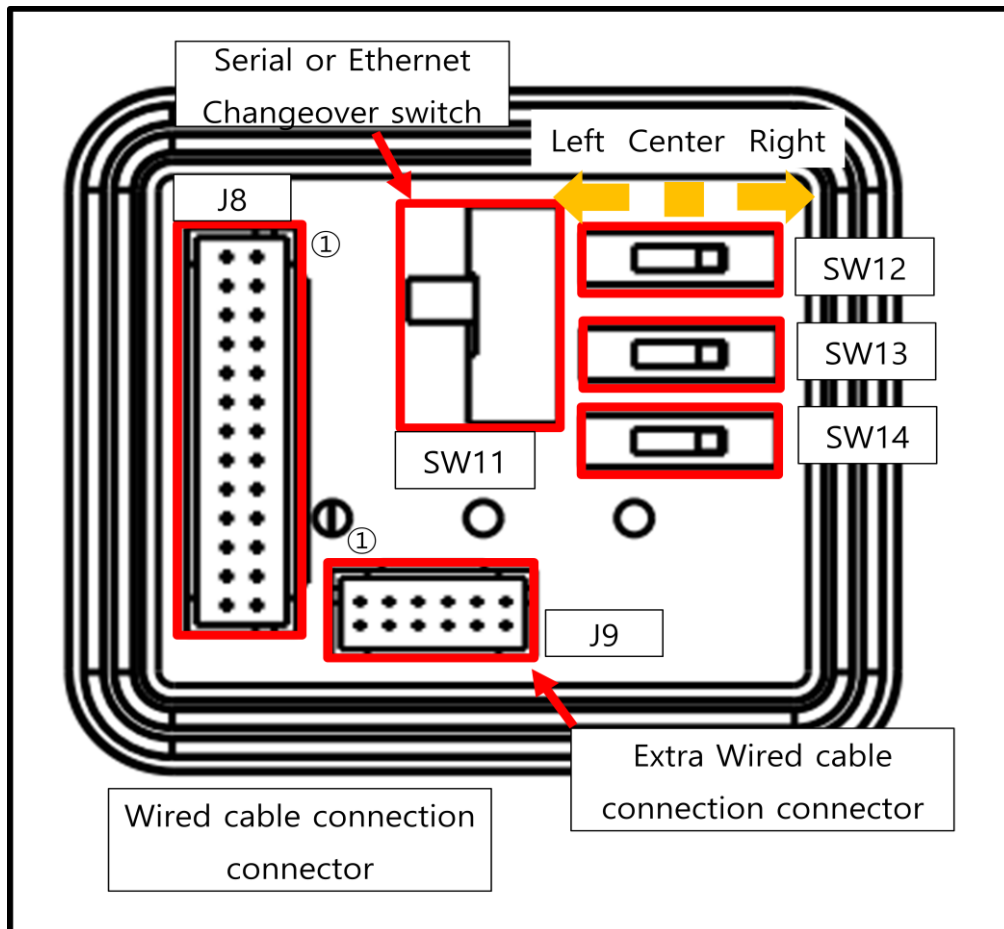 Serial or Ethernet
Changeover switch
Left Center Right
J8
①
SW12
SW13
SW14
SW11
①
J9
Extra Wired cable
connection connector
Wired cable connection
connector